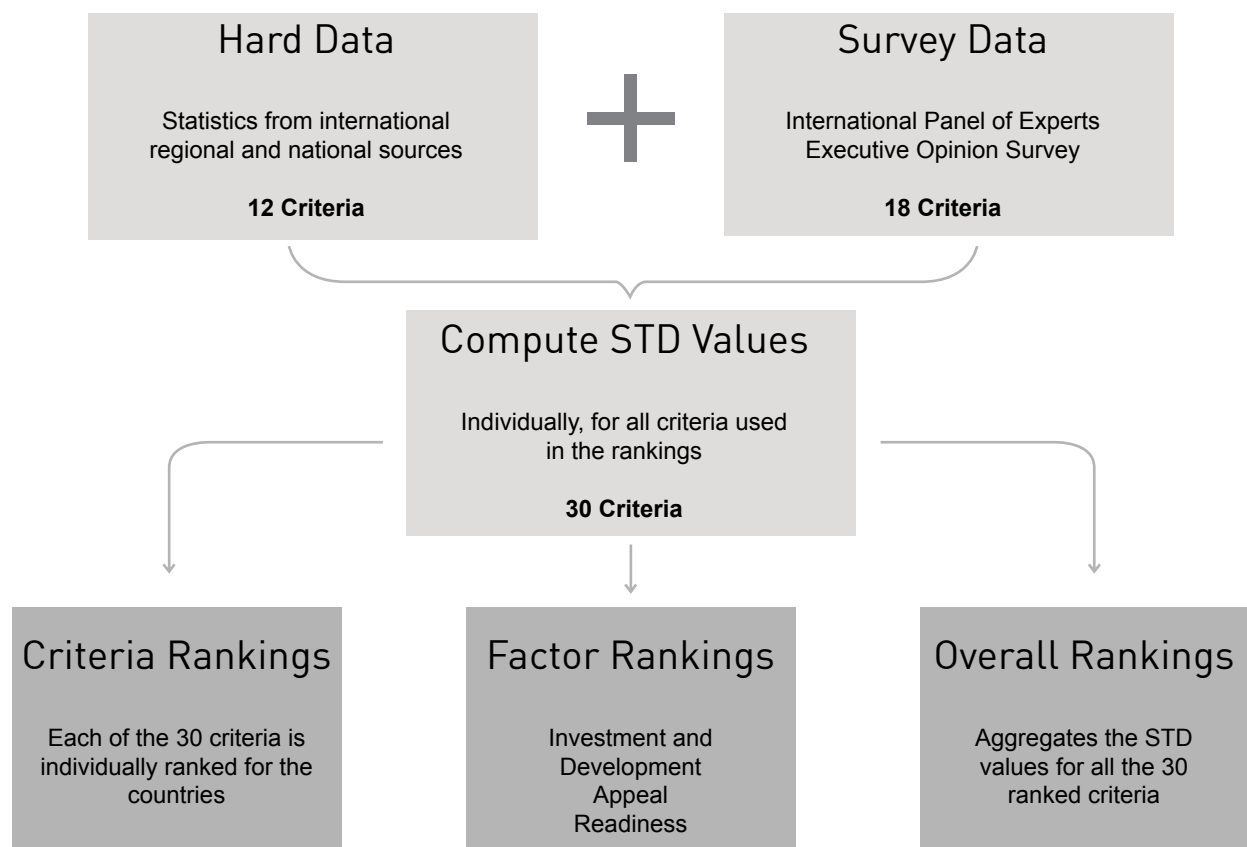 Hard Data
Statistics from international
regional and national sources
12 Criteria
Survey Data
International Panel of Experts
Executive Opinion Survey
18 Criteria
Compute STD Values
Individually, for all criteria used
in the rankings
30 Criteria
Criteria Rankings
Each of the 30 criteria is
individually ranked for the
countries
Factor Rankings
Investment and
Development
Appeal
Readiness
Overall Rankings
Aggregates the STD
values for all the 30
ranked criteria